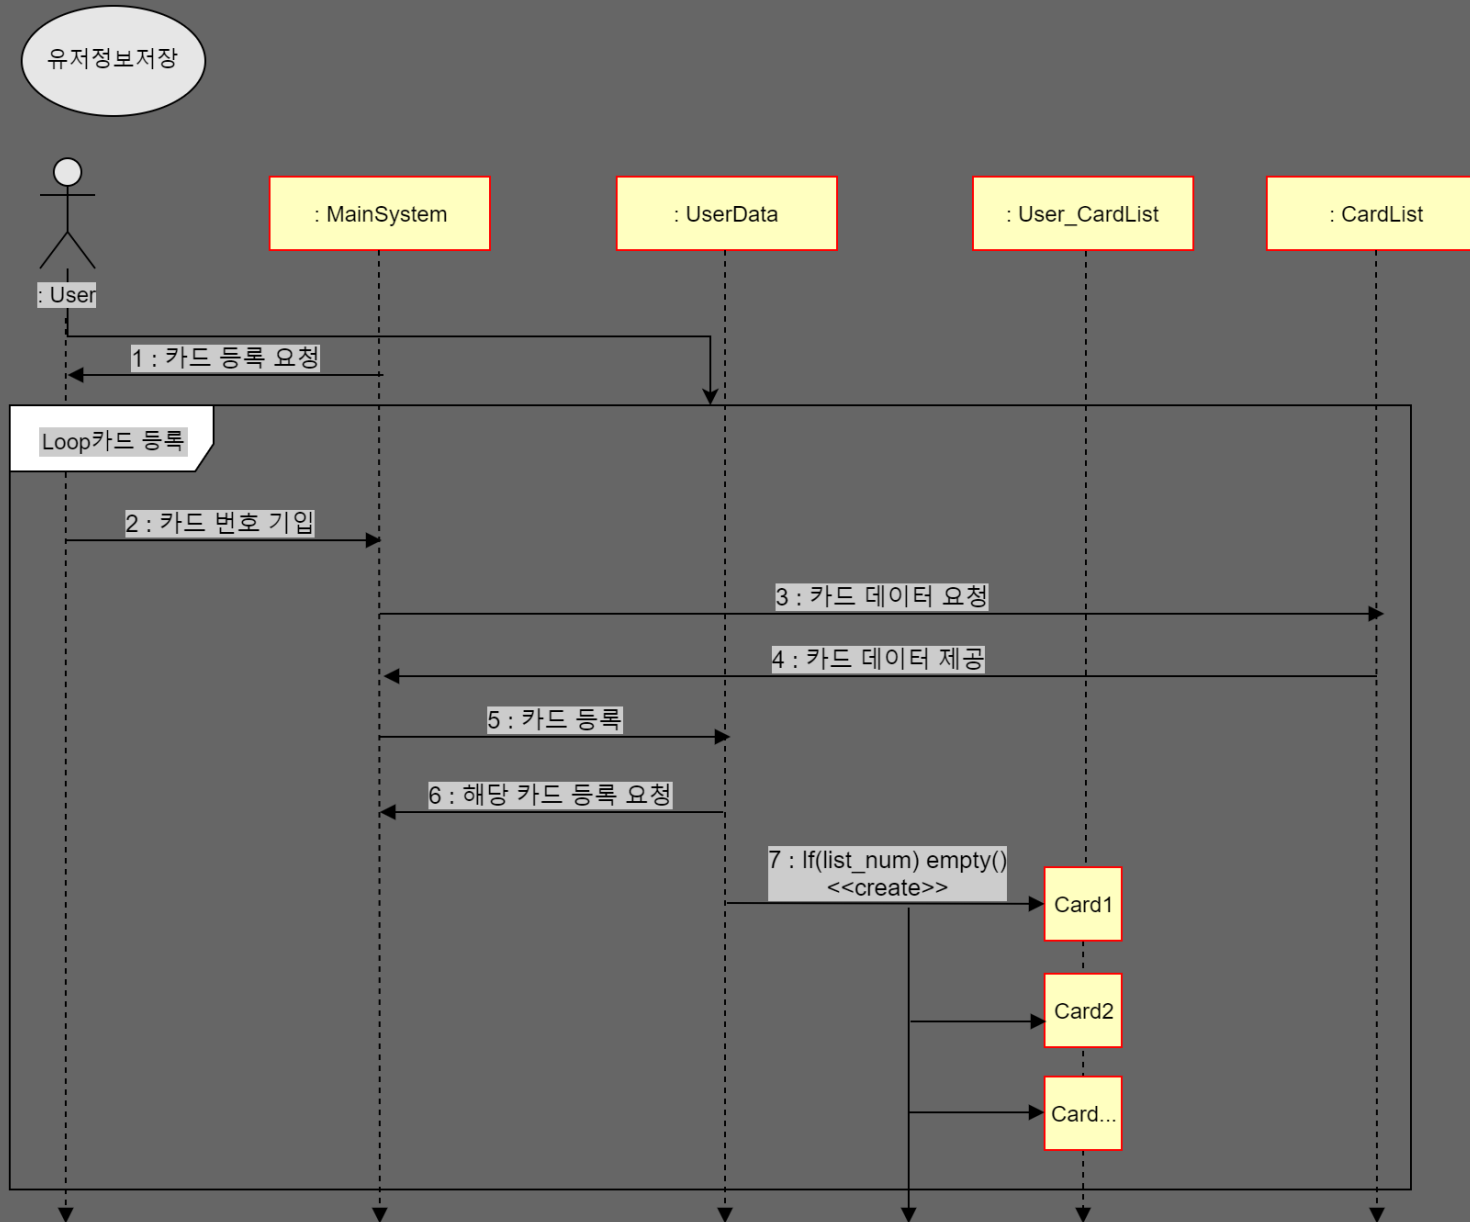 유저정보저장
: MainSystem
: UserData
: User_CardList
: CardList
: User
1 : 카드 등록 요청
Loop카드 등록
2 : 카드 번호 기입
3 : 카드 데이터 요청
4 : 카드 데이터 제공
5 : 카드 등록
6 : 해당 카드 등록 요청
7 : If(list_num) empty()
<<create>>
Card1
Card2
Card...